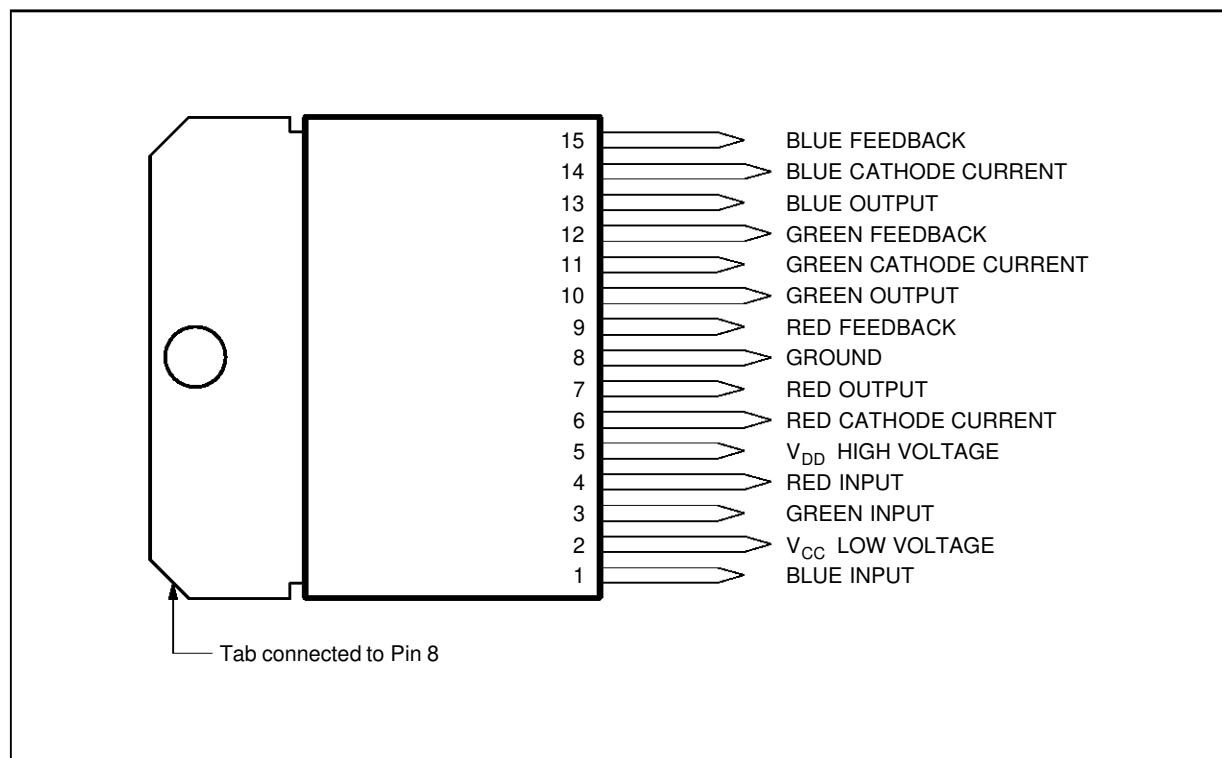 15 BLUE FEEDBACK
14 BLUE CATHODE CURRENT
13 BLUE OUTPUT
12 GREEN FEEDBACK
11 GREEN CATHODE CURRENT
10 GREEN OUTPUT
9 RED FEEDBACK
8 GROUND
7 RED OUTPUT
6 RED CATHODE CURRENT
5 VDD HIGH VOLTAGE
4 RED INPUT
3 GREEN INPUT
2 VCC LOW VOLTAGE
1 BLUE INPUT
Tab connected to Pin 8